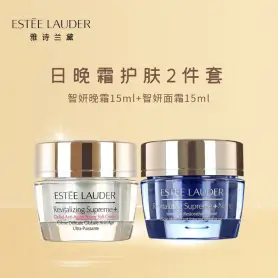 ESTĒE LAUDER
雅诗兰黛
日晚霜护肤2件套
智妍晚霜15ml+智妍面霜15ml
ESTĒE LAUDER
Revitalizing Supreme+
ESTĒE LAUDER
Revitalizing Supreme+ Night